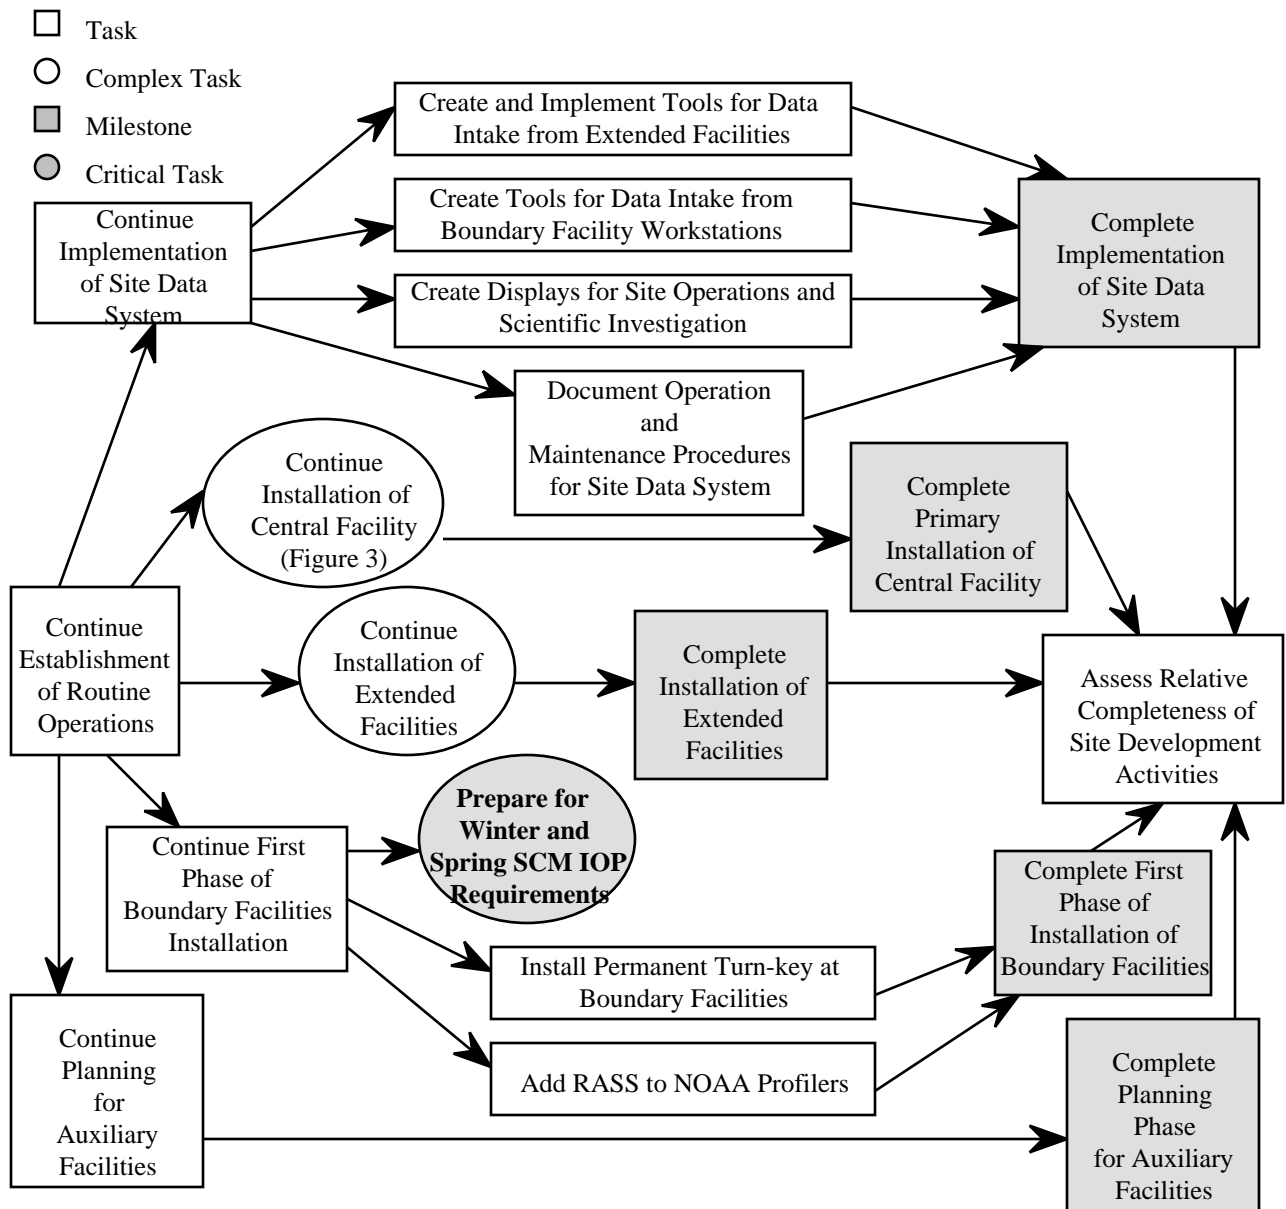 Task
Complex Task
Milestone
Critical Task
Continue
Implementation
of Site Data
System
Create and Implement Tools for Data
Intake from Extended Facilities
Create Tools for Data Intake from
Boundary Facility Workstations
Create Displays for Site Operations and
Scientific Investigation
Document Operation
and
Maintenance Procedures
for Site Data System
Complete
Implementation
of Site Data
System
Continue
Installation of
Central Facility
(Figure 3)
Complete
Primary
Installation of
Central Facility
Continue
Establishment
of Routine
Operations
Continue
Installation of
Extended
Facilities
Complete
Installation of
Extended
Facilities
Assess Relative
Completeness of
Site Development
Activities
Prepare for
Winter and
Spring SCM IOP
Requirements
Continue First
Phase of
Boundary Facilities
Installation
Complete First
Phase of
Installation of
Boundary Facilities
Install Permanent Turn-key at
Boundary Facilities
Add RASS to NOAA Profilers
Continue
Planning
for
Auxiliary
Facilities
Complete
Planning
Phase
for Auxiliary
Facilities